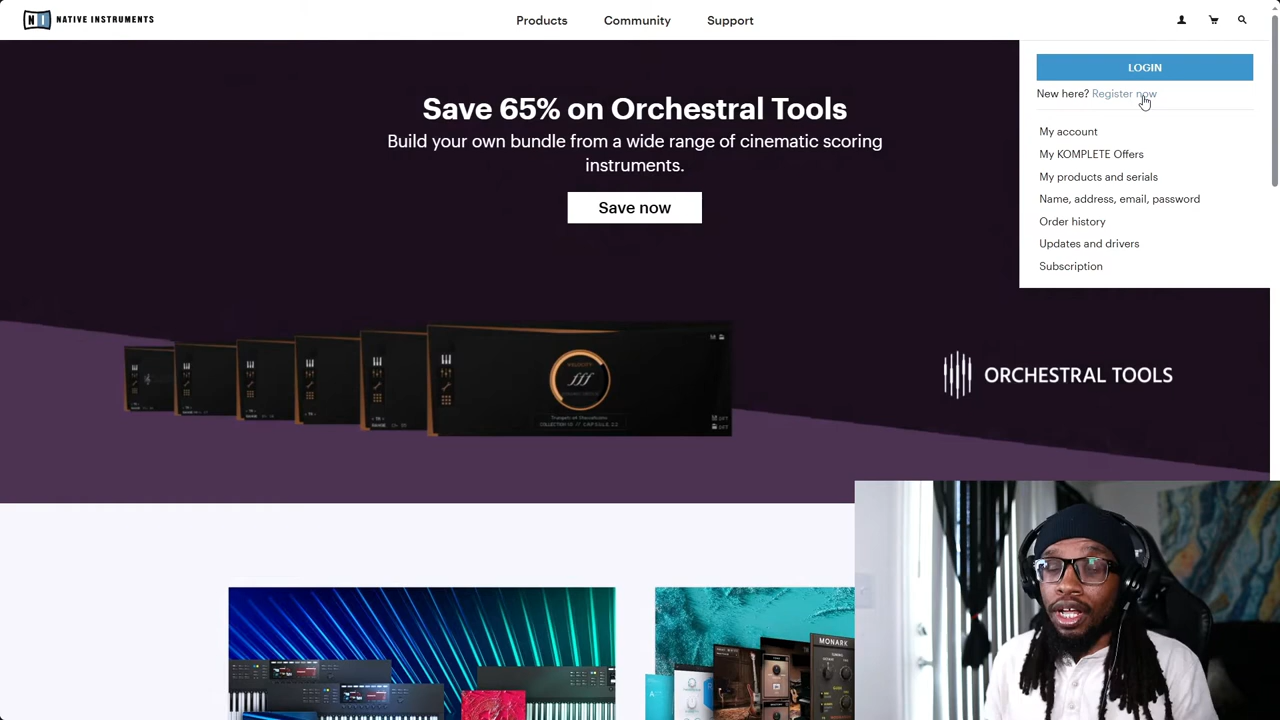 NATIVE INSTRUMENTS
Products
Community
Support
LOGIN
New here? Register now
My account
My KOMPLETE Offers
My products and serials
Name, address, email, password
Order history
Updates and drivers
Subscription
Save 65% on Orchestral Tools
Build your own bundle from a wide range of cinematic scoring
instruments.
Save now
fff
ORCHESTRAL TOOLS
MONARK